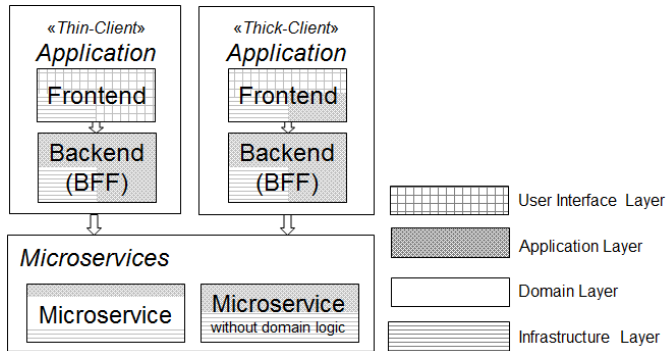 «Thin-Client»
Application
Frontend
Backend
(BFF)
«Thick-Client»
Application
Frontend
Backend
(BFF)
Microservices
Microservice
Microservice
without domain logic
User Interface Layer
Application Layer
Domain Layer
Infrastructure Layer